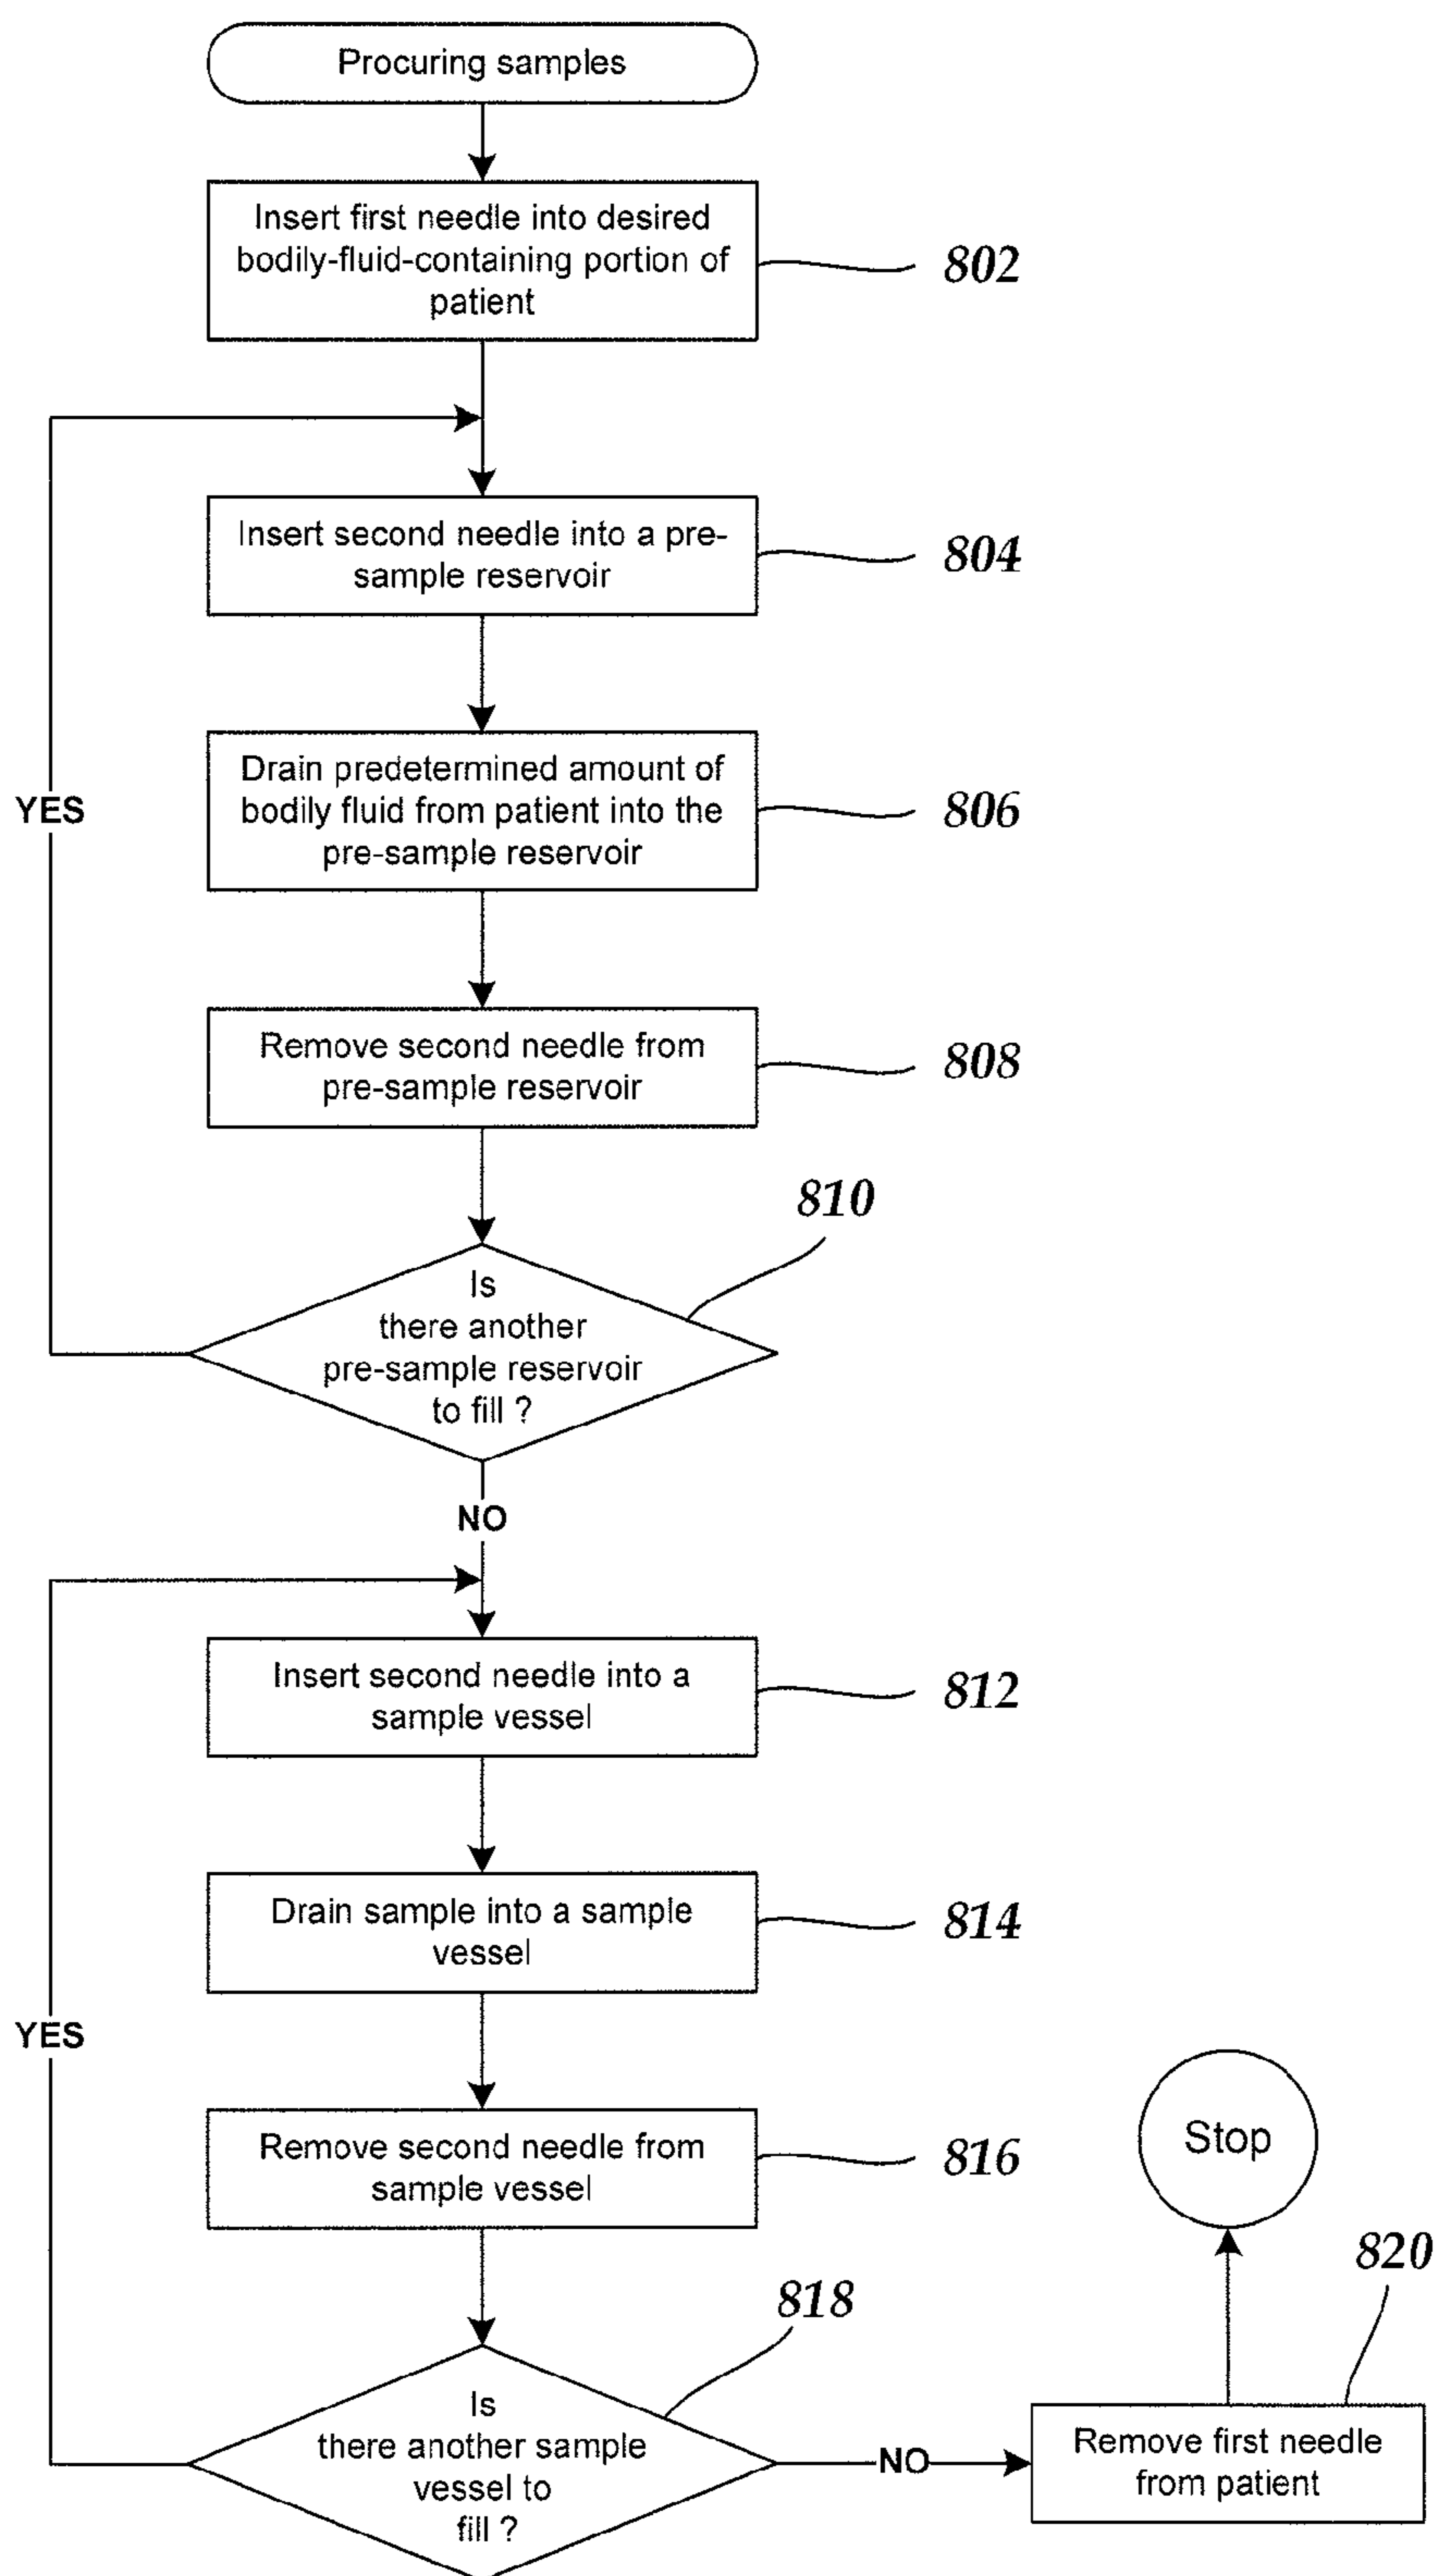 Procuring samples
Insert first needle into desired
bodily-fluid-containing portion of
patient
802
Insert second needle into a pre-
sample reservoir
804
YES
Drain predetermined amount of
bodily fluid from patient into the
pre-sample reservoir
806
Remove second needle from
pre-sample reservoir
808
810
Is
there another
pre-sample reservoir
to fill ?
NO
Insert second needle into a
sample vessel
812
Drain sample into a sample
vessel
814
YES
Remove second needle from
sample vessel
816
Stop
818
820
Is
there another sample
vessel to
fill ?
NO
Remove first needle
from patient